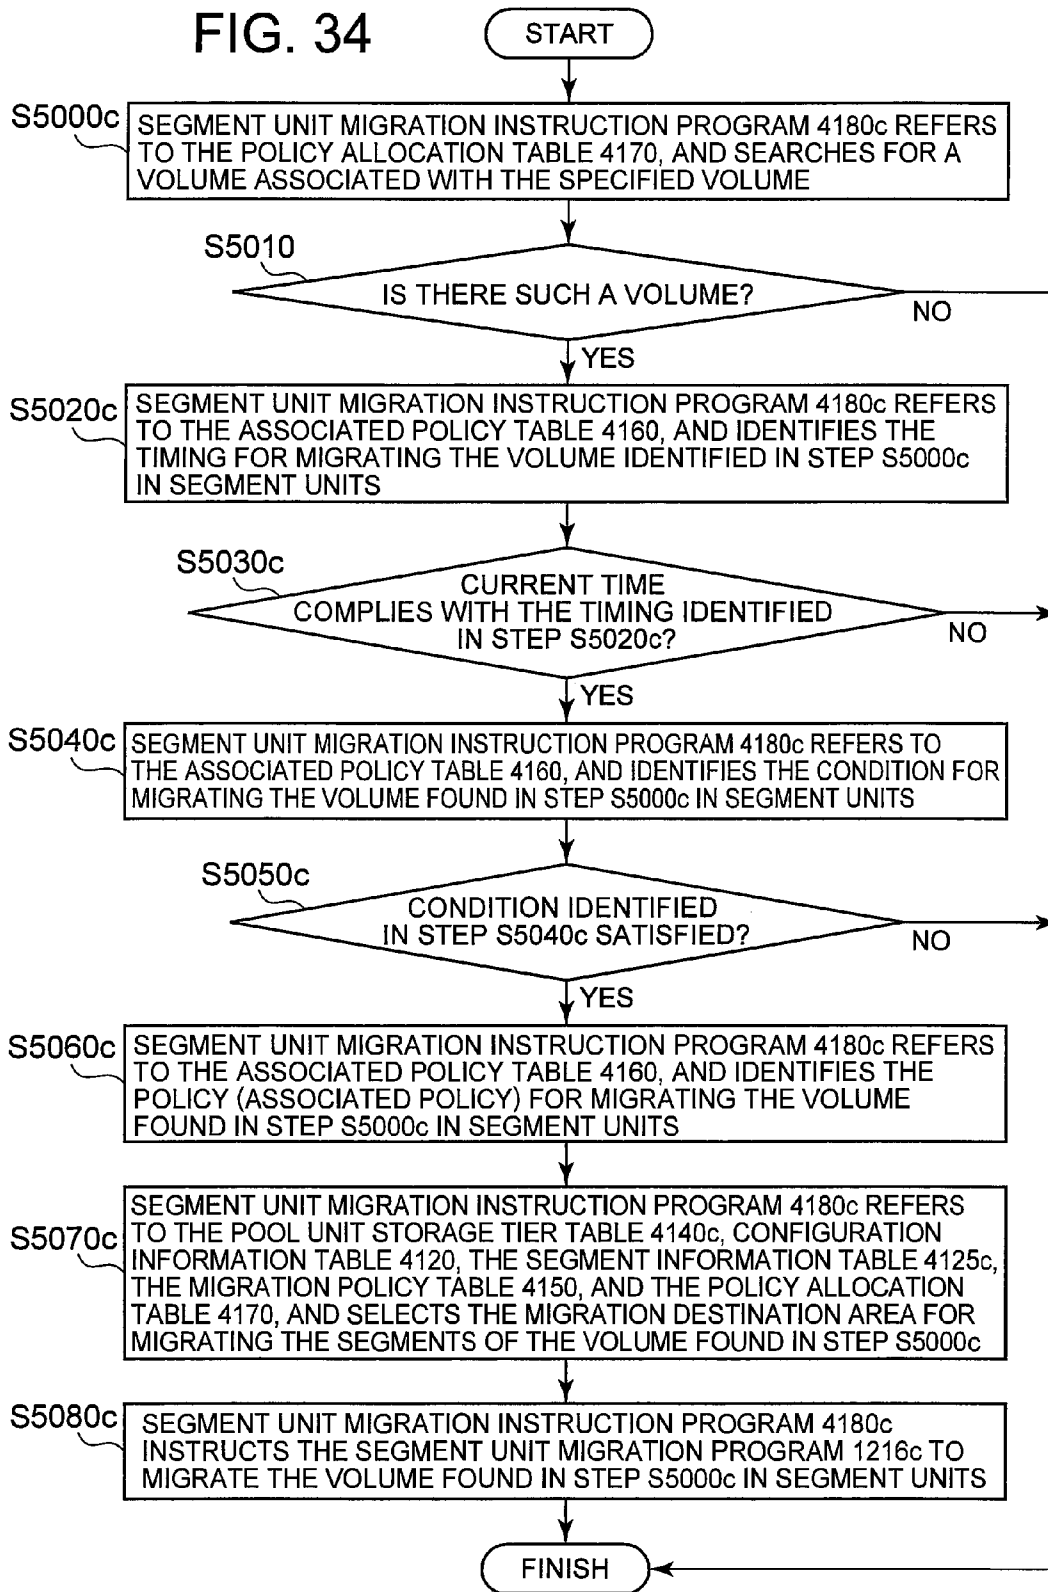 FIG. 34
START
S5000c
SEGMENT UNIT MIGRATION INSTRUCTION PROGRAM 4180c REFERS
TO THE POLICY ALLOCATION TABLE 4170, AND SEARCHES FOR A
VOLUME ASSOCIATED WITH THE SPECIFIED VOLUME
S5010
IS THERE SUCH A VOLUME?
NO
YES
S5020c
SEGMENT UNIT MIGRATION INSTRUCTION PROGRAM 4180c REFERS
TO THE ASSOCIATED POLICY TABLE 4160, AND IDENTIFIES THE
TIMING FOR MIGRATING THE VOLUME IDENTIFIED IN STEP S5000c
IN SEGMENT UNITS
S5030c
CURRENT TIME
COMPLIES WITH THE TIMING IDENTIFIED
IN STEP S5020c?
NO
YES
S5040c
SEGMENT UNIT MIGRATION INSTRUCTION PROGRAM 4180c REFERS TO
THE ASSOCIATED POLICY TABLE 4160, AND IDENTIFIES THE CONDITION FOR
MIGRATING THE VOLUME FOUND IN STEP S5000c IN SEGMENT UNITS
S5050c
CONDITION IDENTIFIED
IN STEP S5040c SATISFIED?
NO
YES
S5060c
SEGMENT UNIT MIGRATION INSTRUCTION PROGRAM 4180c REFERS
TO THE ASSOCIATED POLICY TABLE 4160, AND IDENTIFIES THE
POLICY (ASSOCIATED POLICY) FOR MIGRATING THE VOLUME
FOUND IN STEP S5000c IN SEGMENT UNITS
S5070c
SEGMENT UNIT MIGRATION INSTRUCTION PROGRAM 4180c REFERS
TO THE POOL UNIT STORAGE TIER TABLE 4140c, CONFIGURATION
INFORMATION TABLE 4120, THE SEGMENT INFORMATION TABLE 4125c,
THE MIGRATION POLICY TABLE 4150, AND THE POLICY ALLOCATION
TABLE 4170, AND SELECTS THE MIGRATION DESTINATION AREA FOR
MIGRATING THE SEGMENTS OF THE VOLUME FOUND IN STEP S5000c
S5080c
SEGMENT UNIT MIGRATION INSTRUCTION PROGRAM 4180c
INSTRUCTS THE SEGMENT UNIT MIGRATION PROGRAM 1216c TO
MIGRATE THE VOLUME FOUND IN STEP S5000c IN SEGMENT UNITS
FINISH